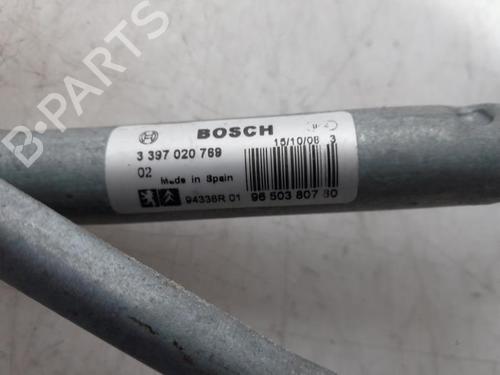 B-PARTS
BOSCH
15/10/08 3
3 397 020 769
02
Made in Spain
94338R 01
96 503 807 80